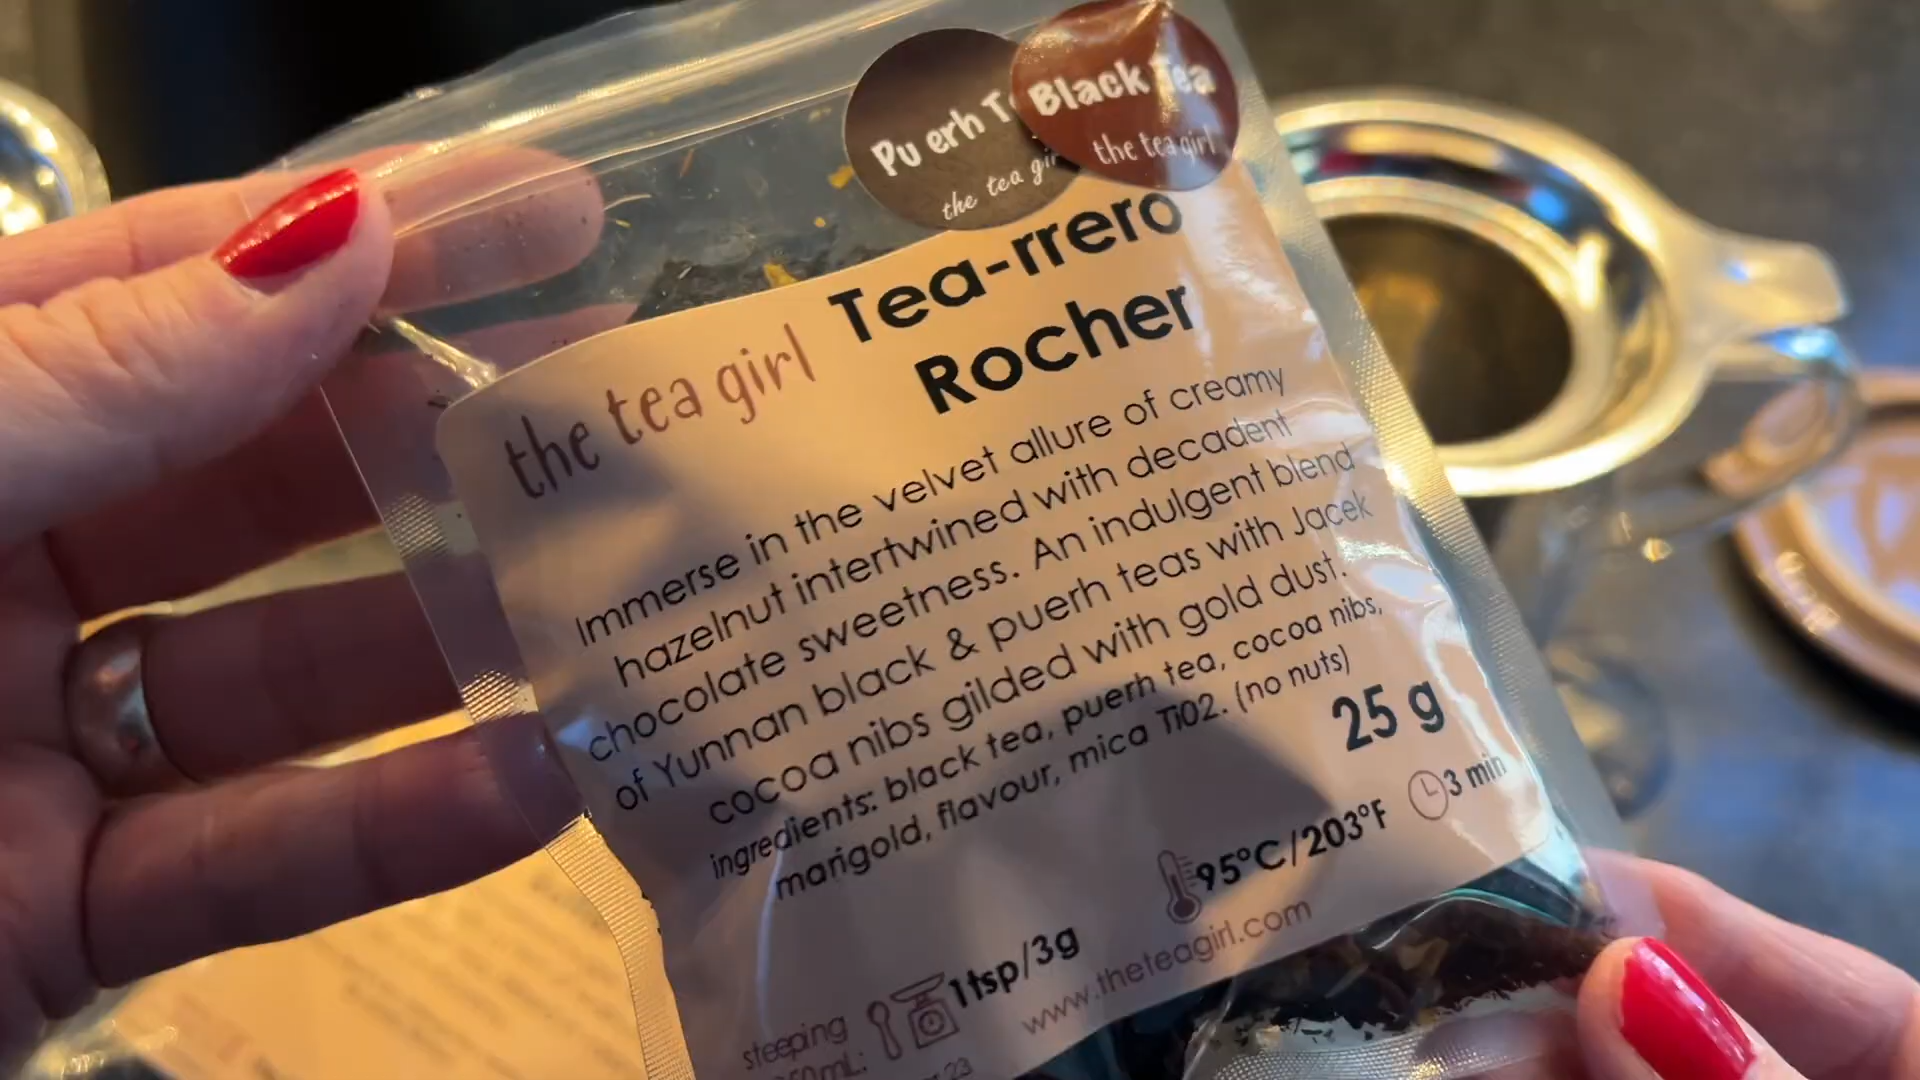 Pu erh
the tea
Black Tea
the tea girl
the tea girl
Tea-rrero
Rocher
Immerse in the velvet allure of creamy
hazelnut intertwined with decadent
chocolate sweetness. An indulgent blend
of Yunnan black & puerh teas with Jacek
cocoa nibs gilded with gold dust.
ingredients: black tea, puerh tea, cocoa nibs,
marigold, flavour, mica Ti02. (no nuts)
25 g
steeping
1tsp/3g
95°C/203°F
3 min
www.theteagirl.com